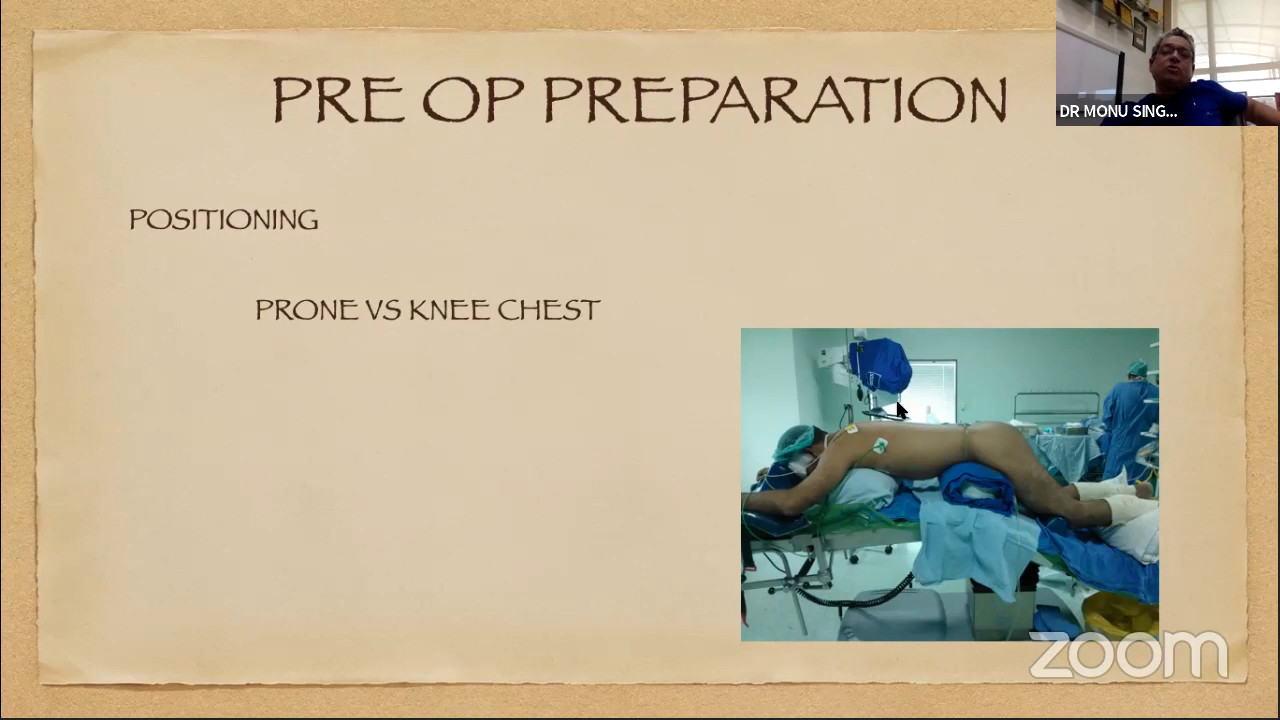 PRE OP PREPARATION
DR MONU SING...
POSITIONING
PRONE VS KNEE CHEST
zoom